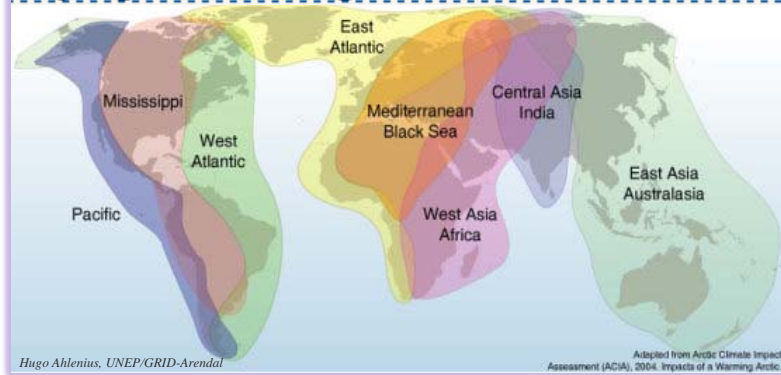 East
Atlantic
Mississippi
Mediterranean
Black Sea
Central Asia
India
West
Atlantic
East Asia
Australasia
Pacific
West Asia
Africa
Hugo Ahlenius, UNEP/GRID-Arendal
Adapted from Arctic Climate Impact
Assessment (ACIA), 2004. Impacts of a Warming Arctic.